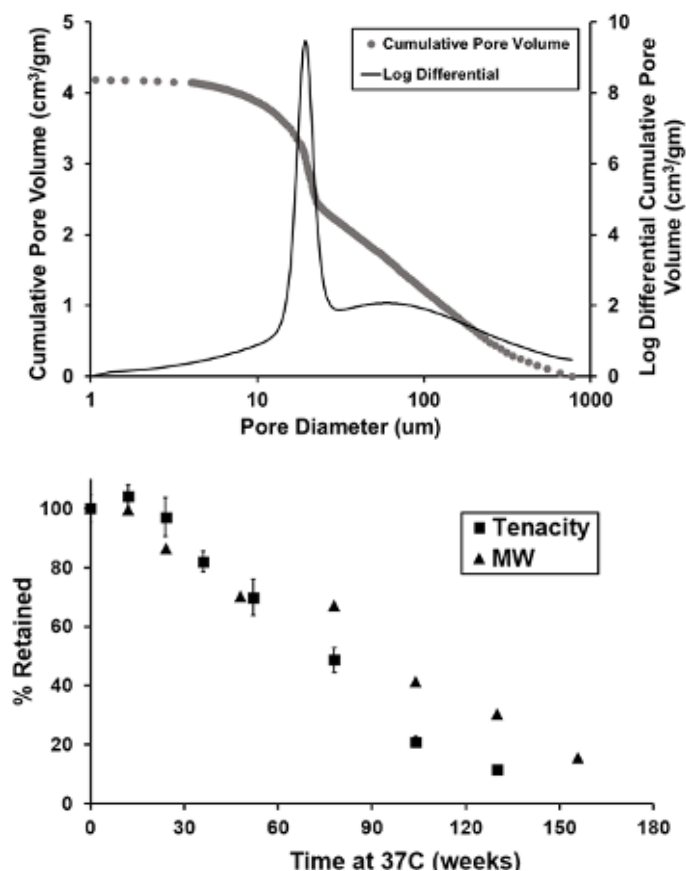 5
4
3
2
1
0
Cumulative Pore Volume (cm³/gm)
Cumulative Pore Volume
Log Differential
10
8
6
4
2
0
Log Differential Cumulative Pore
Volume (cm³/gm)
1 10 100 1000
Pore Diameter (um)
100
80
60
40
20
0
% Retained
Tenacity
MW
0 30 60 90 120 150 180
Time at 37C (weeks)